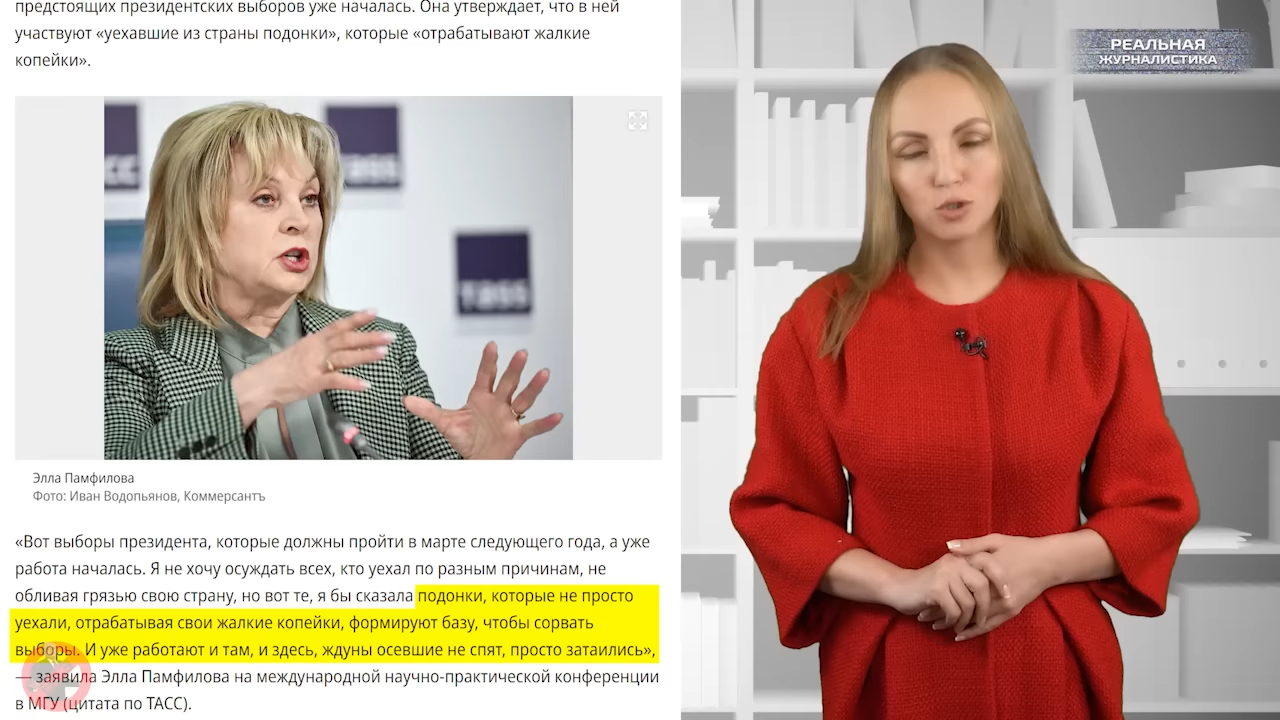 предстоящих президентских выборов уже началась. Она утверждает, что в ней
участвуют «уехавшие из страны подонки», которые «отрабатывают жалкие
копейки».
сс
тасс
тасс
Элла Памфилова
Фото: Иван Водопьянов, Коммерсантъ
«Вот выборы президента, которые должны пройти в марте следующего года, а уже
работа началась. Я не хочу осуждать всех, кто уехал по разным причинам, не
обливая грязью свою страну, но вот те, я бы сказала подонки, которые не просто
уехали, отрабатывая свои жалкие копейки, формируют базу, чтобы сорвать
выборы. И уже работают и там, и здесь, ждуны осевшие не спят, просто затаились»,
— заявила Элла Памфилова на международной научно-практической конференции
в МГУ (цитата по ТАСС).
РЕАЛЬНАЯ
ЖУРНАЛИСТИКА